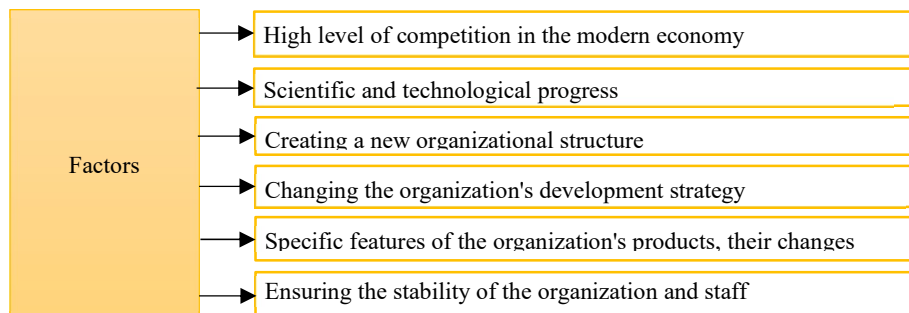 High level of competition in the modern economy
Scientific and technological progress
Creating a new organizational structure
Factors
Changing the organization's development strategy
Specific features of the organization's products, their changes
Ensuring the stability of the organization and staff